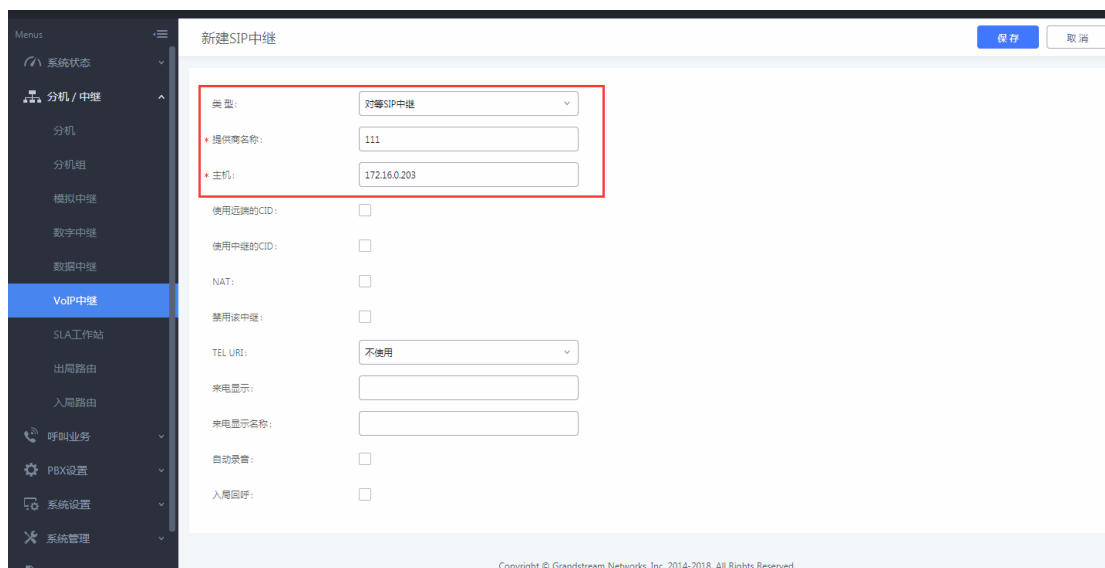 Menus
系统状态
分机 / 中继
分机
分机组
模拟中继
数字中继
数据中继
VoIP中继
SLA工作站
出局路由
入局路由
呼叫业务
PBX设置
系统设置
系统管理
新建SIP中继
保存
取消
类型:
对等SIP中继
* 提供商名称:
111
* 主机:
172.16.0.203
使用远端的CID:
使用中继的CID:
NAT:
禁用该中继:
TEL URI:
不使用
来电显示:
来电显示名称:
自动录音:
入局回呼:
Copyright © Grandstream Networks, Inc. 2014-2018. All Rights Reserved.